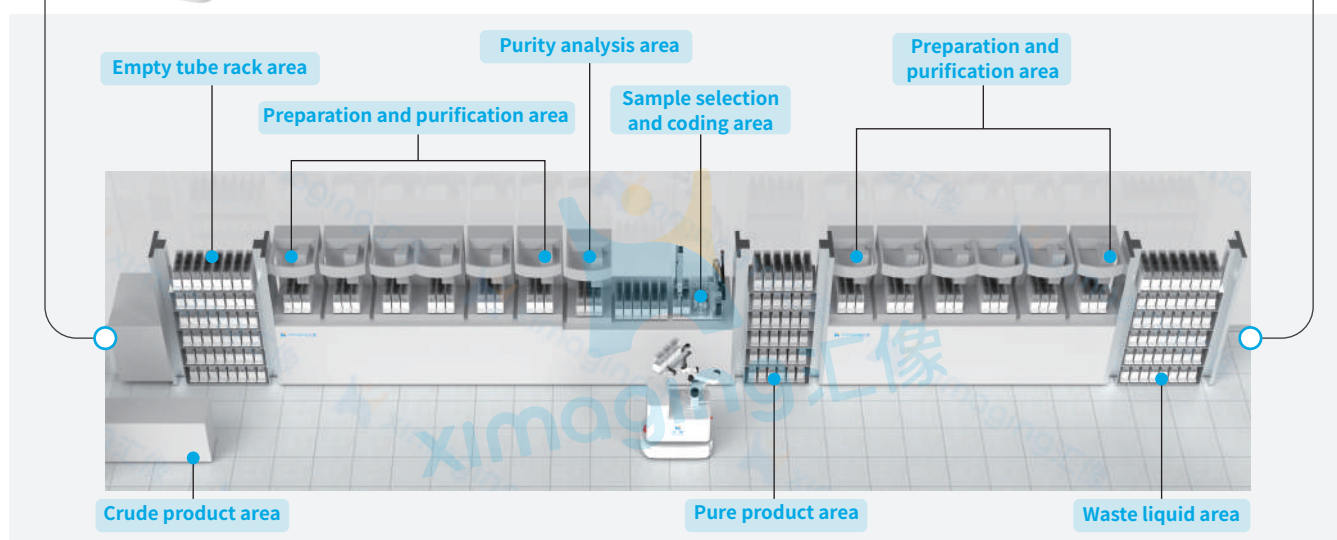 Purity analysis area
Preparation and
purification area
Empty tube rack area
Sample selection
and coding area
Preparation and purification area
ximaging汇像
Crude product area
Pure product area
Waste liquid area